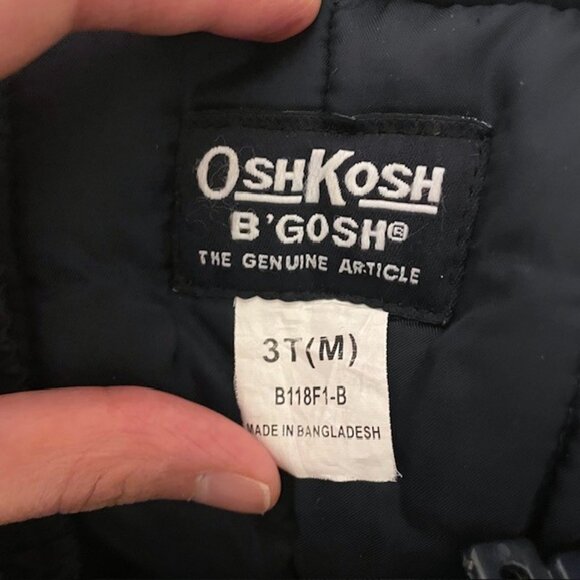 OSHKOSH
B'GOSH®
THE GENUINE ARTICLE
3T(M)
B118F1-B
MADE IN BANGLADESH